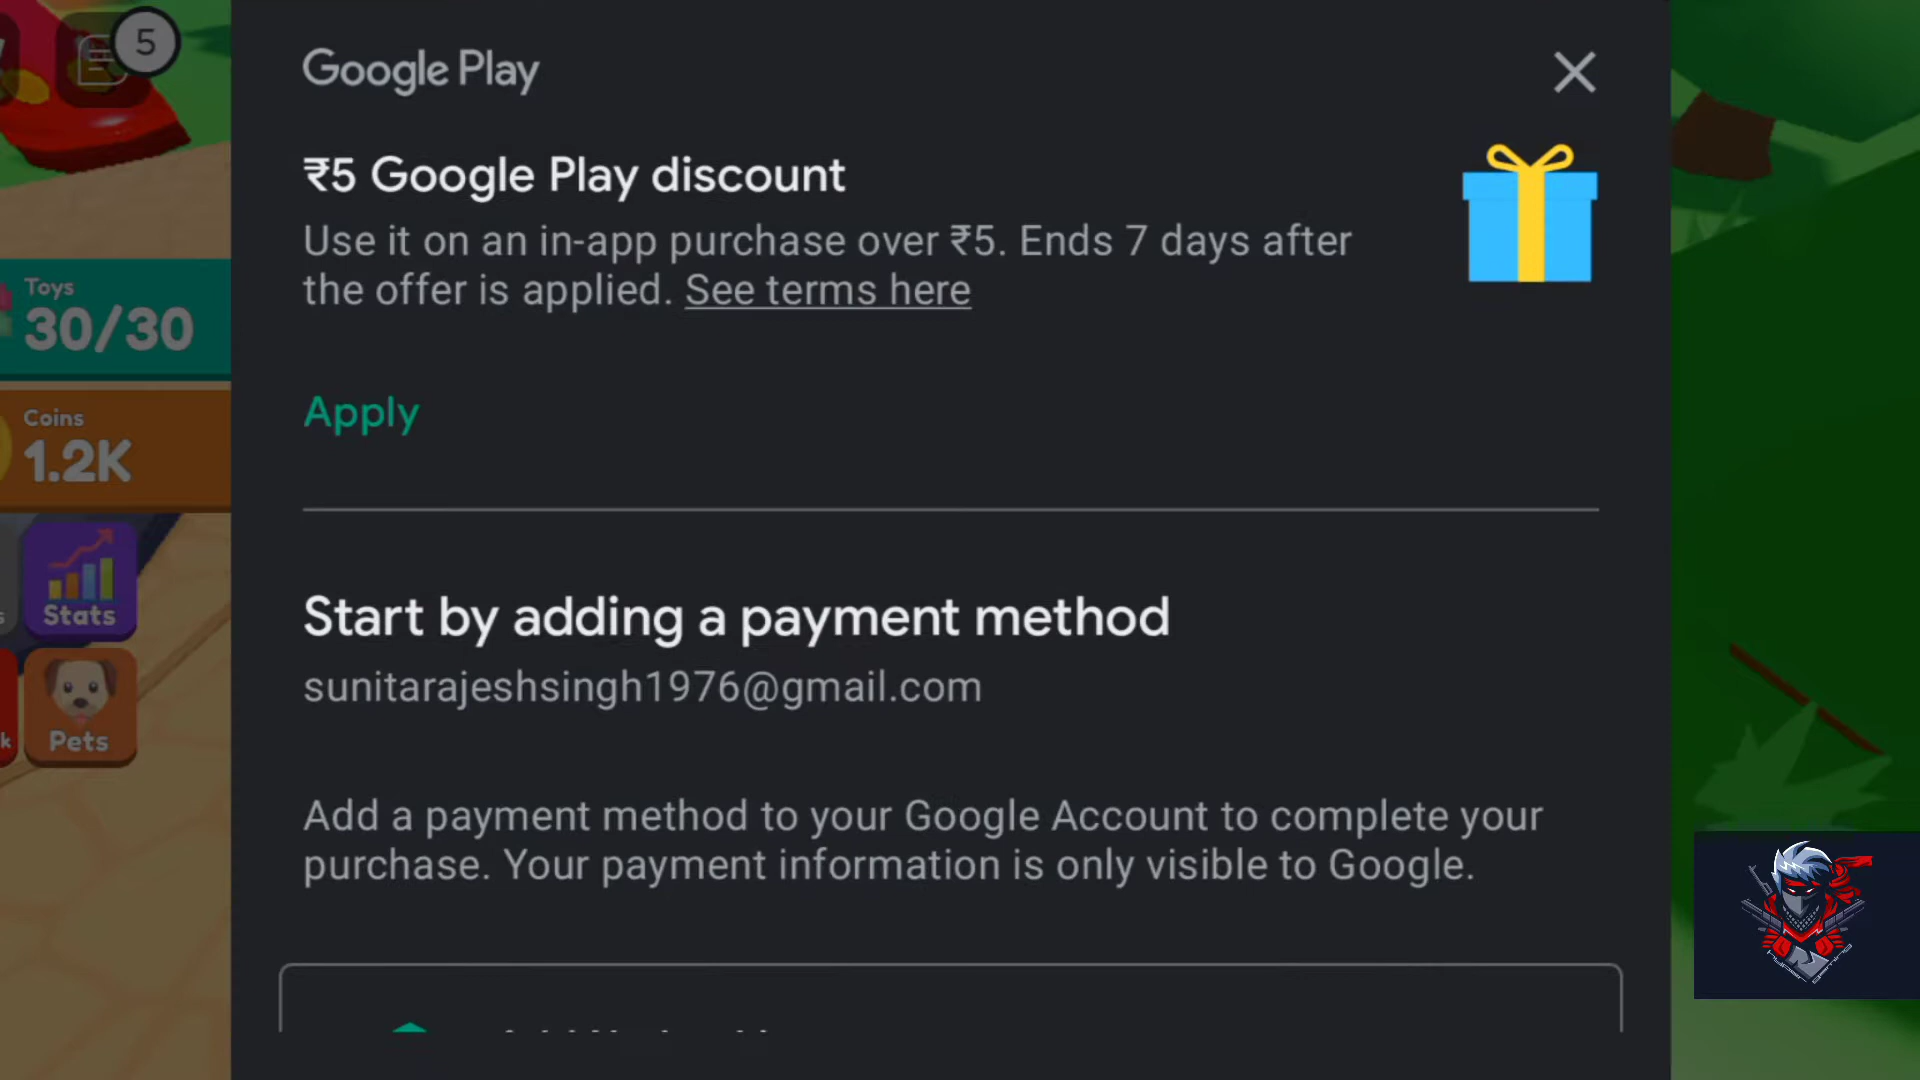 5
Google Play
₹5 Google Play discount
Use it on an in-app purchase over ₹5. Ends 7 days after
the offer is applied. See terms here
Apply
Toys
30/30
Coins
1.2K
Stats
Pets
Start by adding a payment method
sunitarajeshsingh1976@gmail.com
Add a payment method to your Google Account to complete your
purchase. Your payment information is only visible to Google.